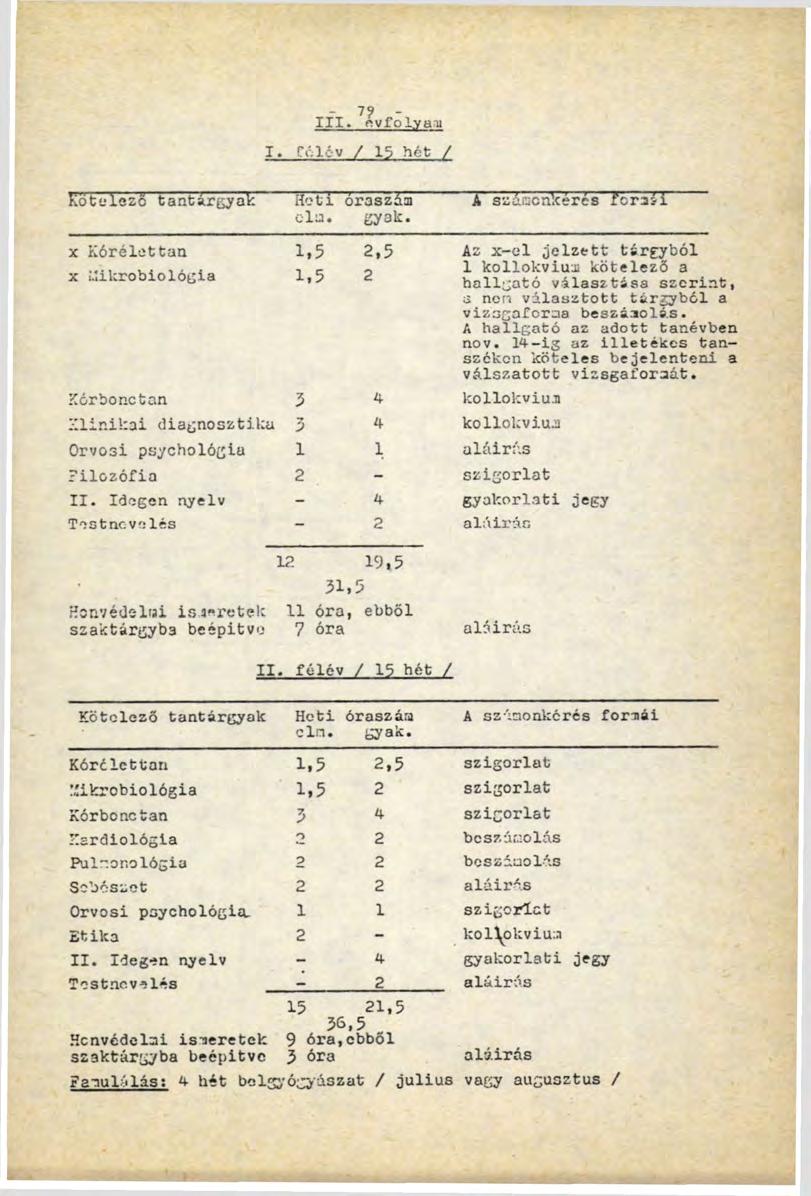 - 79 -
III. évfolyam
I. félév / 15 hét /
Kötelező tantárgyak Heti óraszám A számonkérés formái
elm. gyak.
x Kórélettan 1,5 2,5 Az x-el jelzett tárgyból
1 kollokvium kötelező a
x Mikrobiológia 1,5 2 hallgató választása szerint,
a nem választott tárgyból a
vizsgaforma beszámolás.
A hallgató az adott tanévben
nov. 14-ig az illetékes tan-
széken köteles bejelenteni a
válszatott vizsgaformát.
Kórbonctan 3 4 kollokvium
Klinikai diagnosztika 3 4 kollokvium
Orvosi psychológia 1 1 aláirás
Filozófia 2 - szigorlat
II. Idegen nyelv - 4 gyakorlati jegy
Testnevelés - 2 aláirás
12 19,5
31,5
Honvédelmi ismeretek 11 óra, ebből
szaktárgyba beépitve 7 óra aláirás
II. félév / 15 hét /
Kötelező tantárgyak Heti óraszám A számonkérés formái
elm. gyak.
Kórélettan 1,5 2,5 szigorlat
Mikrobiológia 1,5 2 szigorlat
Kórbonctan 3 4 szigorlat
Kardiológia 2 2 beszámolás
Pulmonológia 2 2 beszámolás
Sebészet 2 2 aláirás
Orvosi psychológia 1 1 szigorlat
Etika 2 - kollokvium
II. Idegen nyelv - 4 gyakorlati jegy
Testnevelés - 2 aláirás
15 21,5
36,5
Honvédelmi ismeretek 9 óra,ebből
szaktárgyba beépitve 3 óra aláirás
Famulálás: 4 hét belgyógyászat / julius vagy augusztus /